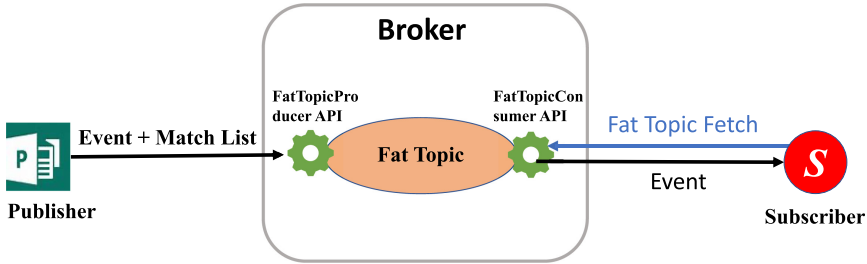 Broker
FatTopicPro
ducer API
FatTopicCon
sumer API
Event + Match List
Fat Topic Fetch
P
Fat Topic
S
Event
Publisher
Subscriber